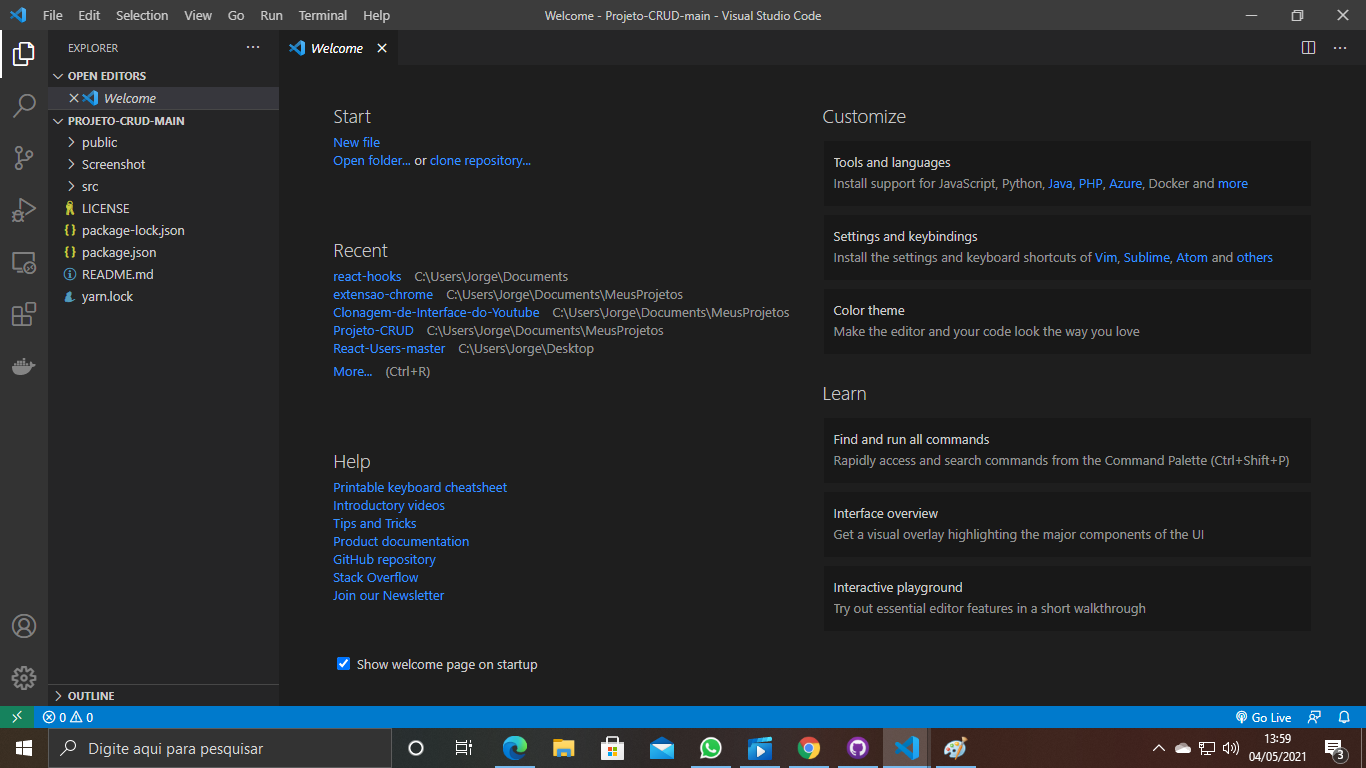 File Edit Selection View Go Run Terminal Help
Welcome - Projeto-CRUD-main - Visual Studio Code
EXPLORER
OPEN EDITORS
Welcome
PROJETO-CRUD-MAIN
public
Screenshot
src
LICENSE
package-lock.json
package.json
README.md
yarn.lock
OUTLINE
Welcome
Start
New file
Open folder... or clone repository...
Recent
react-hooks C:\Users\Jorge\Documents
extensao-chrome C:\Users\Jorge\Documents\MeusProjetos
Clonagem-de-Interface-do-Youtube C:\Users\Jorge\Documents\MeusProjetos
Projeto-CRUD C:\Users\Jorge\Documents\MeusProjetos
React-Users-master C:\Users\Jorge\Desktop
More... (Ctrl+R)
Help
Printable keyboard cheatsheet
Introductory videos
Tips and Tricks
Product documentation
GitHub repository
Stack Overflow
Join our Newsletter
Show welcome page on startup
Customize
Tools and languages
Install support for JavaScript, Python, Java, PHP, Azure, Docker and more
Settings and keybindings
Install the settings and keyboard shortcuts of Vim, Sublime, Atom and others
Color theme
Make the editor and your code look the way you love
Learn
Find and run all commands
Rapidly access and search commands from the Command Palette (Ctrl+Shift+P)
Interface overview
Get a visual overlay highlighting the major components of the UI
Interactive playground
Try out essential editor features in a short walkthrough
0 0
Go Live
Digite aqui para pesquisar
13:59
04/05/2021
3